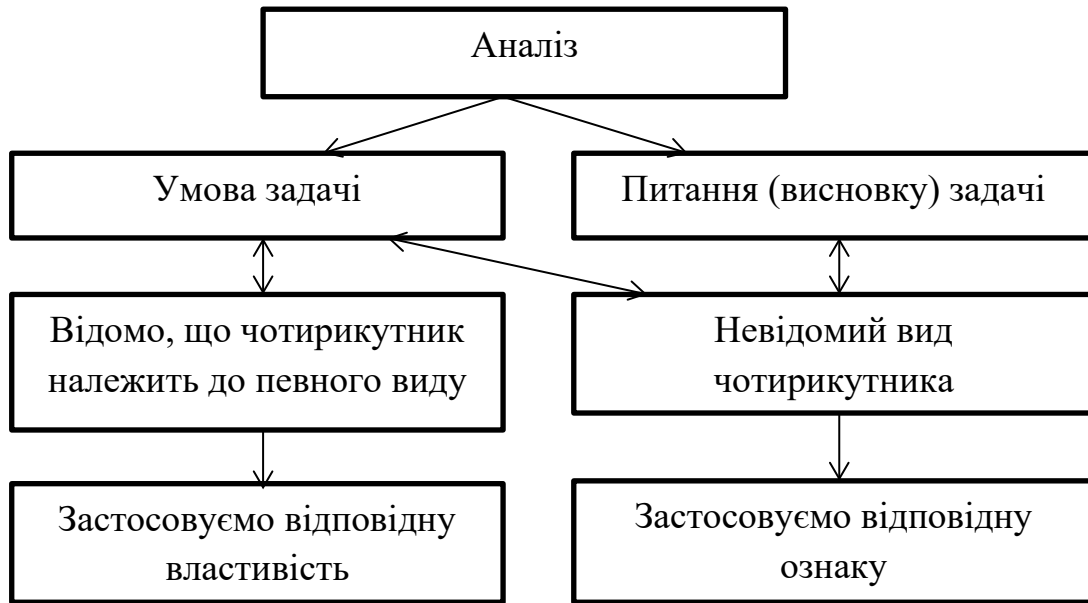 Аналіз
Умова задачі
Питання (висновку) задачі
Відомо, що чотирикутник
належить до певного виду
Невідомий вид
чотирикутника
Застосовуємо відповідну
властивість
Застосовуємо відповідну
ознаку